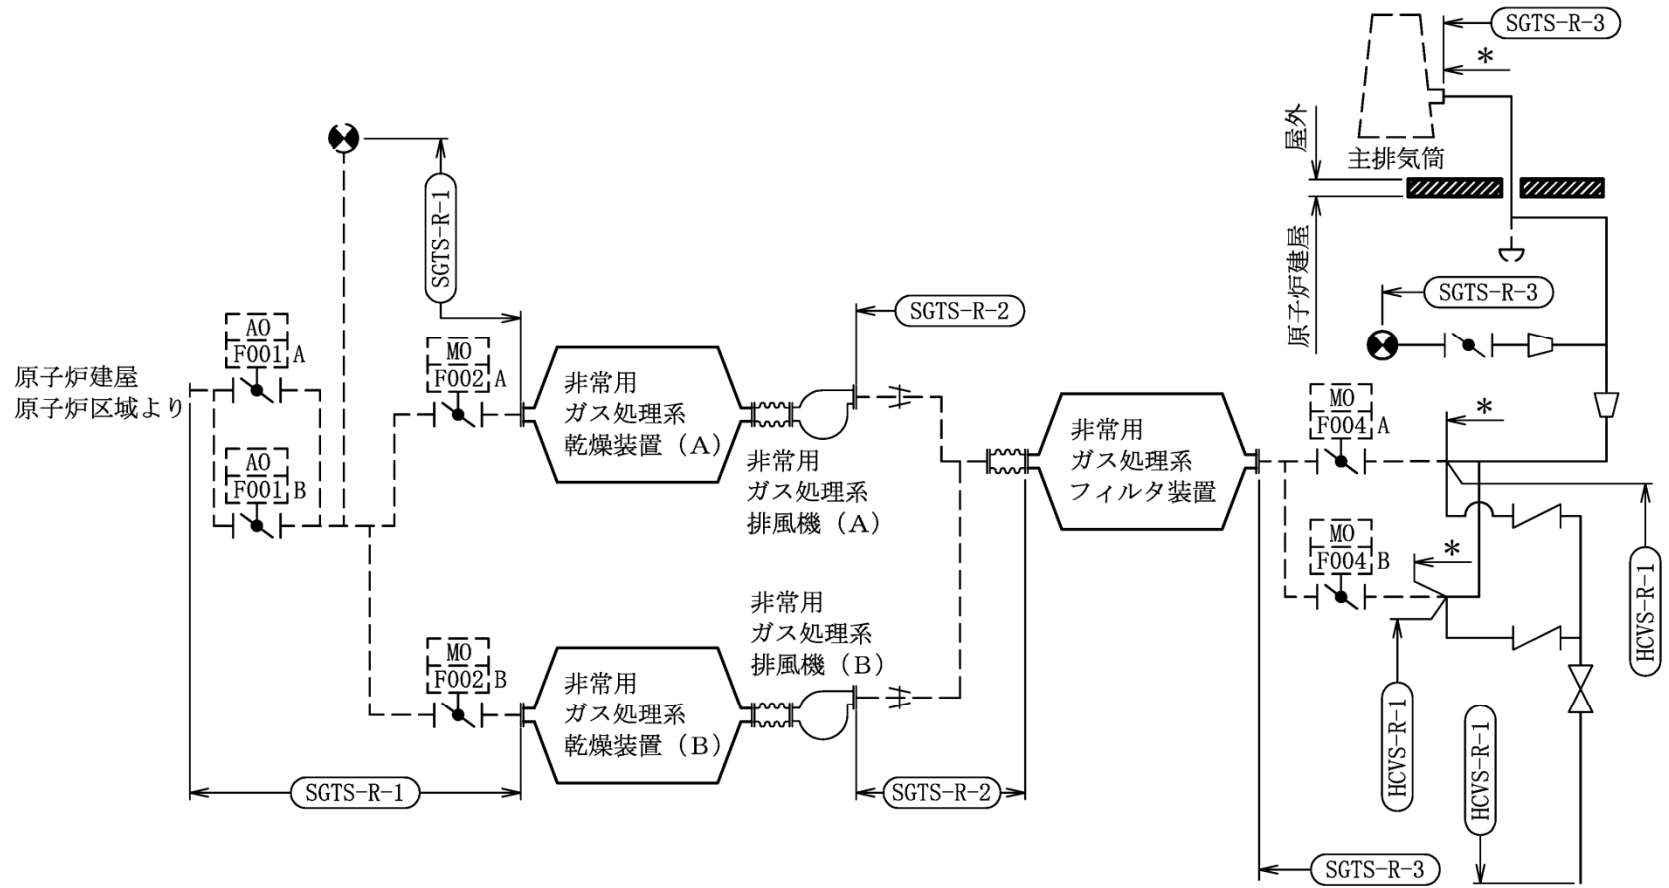 SGTS-R-3
*
屋外
主排気筒
原子炉建屋
SGTS-R-1
SGTS-R-3
SGTS-R-2
AO
F001 A
MO
F002 A
原子炉建屋
原子炉区域より
AO
F001 B
非常用
ガス処理系
乾燥装置（A）
非常用
ガス処理系
排風機（A）
非常用
ガス処理系
フィルタ装置
MO
F004 A
*
MO
F004 B
*
HCVS-R-1
非常用
ガス処理系
排風機（B）
MO
F002 B
非常用
ガス処理系
乾燥装置（B）
HCVS-R-1
HCVS-R-1
SGTS-R-1
SGTS-R-2
SGTS-R-3